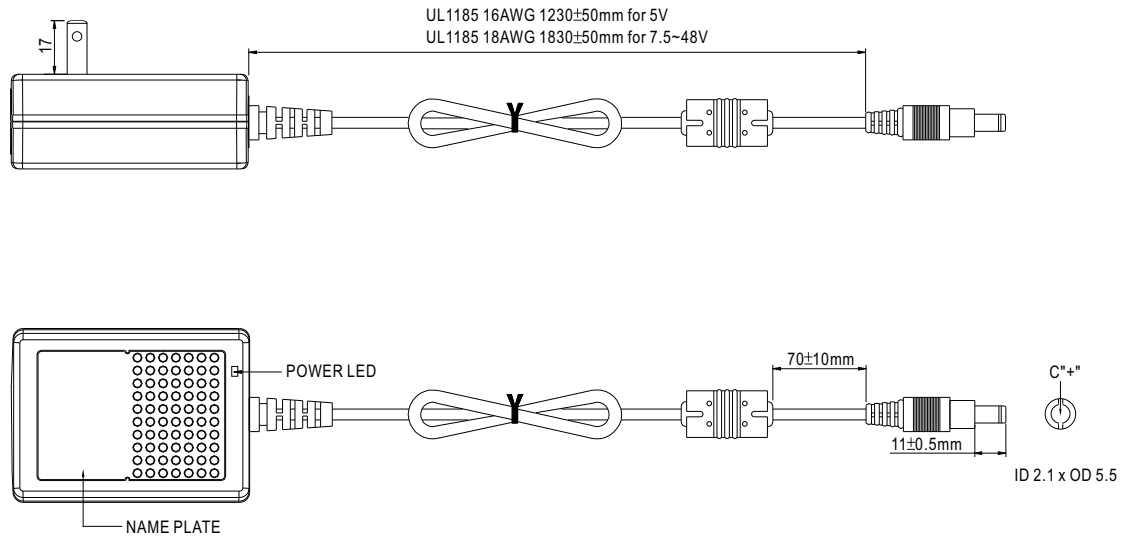 UL1185 16AWG 1230±50mm for 5V
UL1185 18AWG 1830±50mm for 7.5~48V
17
POWER LED
70±10mm
C"+"
11±0.5mm
ID 2.1 x OD 5.5
NAME PLATE